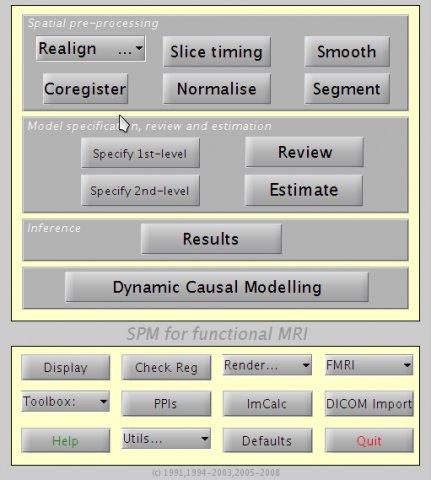 Spatial pre-processing
Realign ... Slice timing Smooth
Coregister Normalise Segment
Model specification, review and estimation
Specify 1st-level Review
Specify 2nd-level Estimate
Inference
Results
Dynamic Causal Modelling
SPM for functional MRI
Display Check Reg Render... FMRI
Toolbox: PPIs ImCalc DICOM Import
Help Utils... Defaults Quit
(c) 1991,1994-2003,2005-2008